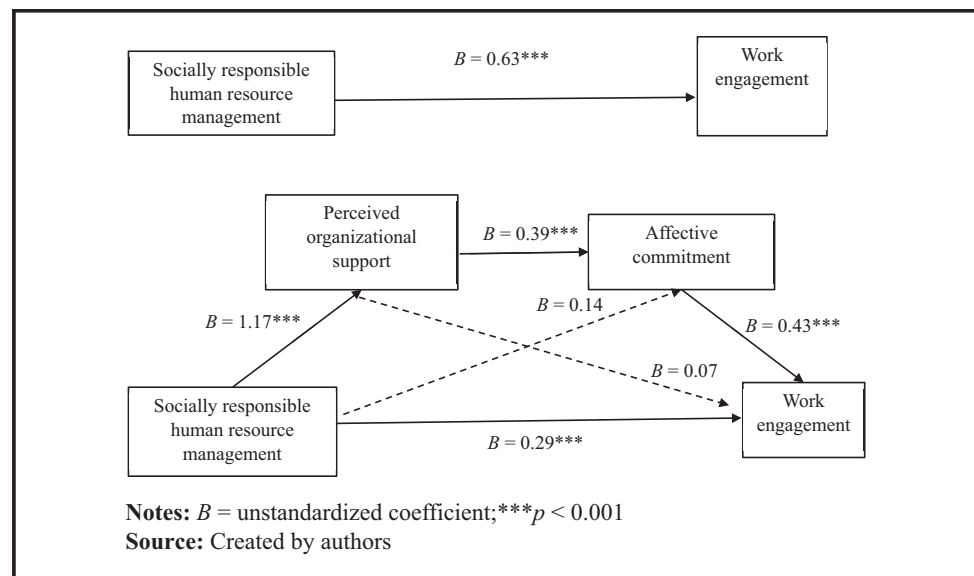 B = 0.63***
Socially responsible
human resource
management
Work
engagement
Perceived
organizational
support
B = 0.39***
Affective
commitment
B = 1.17***
B = 0.14
B = 0.43***
B = 0.07
Socially responsible
human resource
management
B = 0.29***
Work
engagement
Notes: B = unstandardized coefficient;***p < 0.001
Source: Created by authors